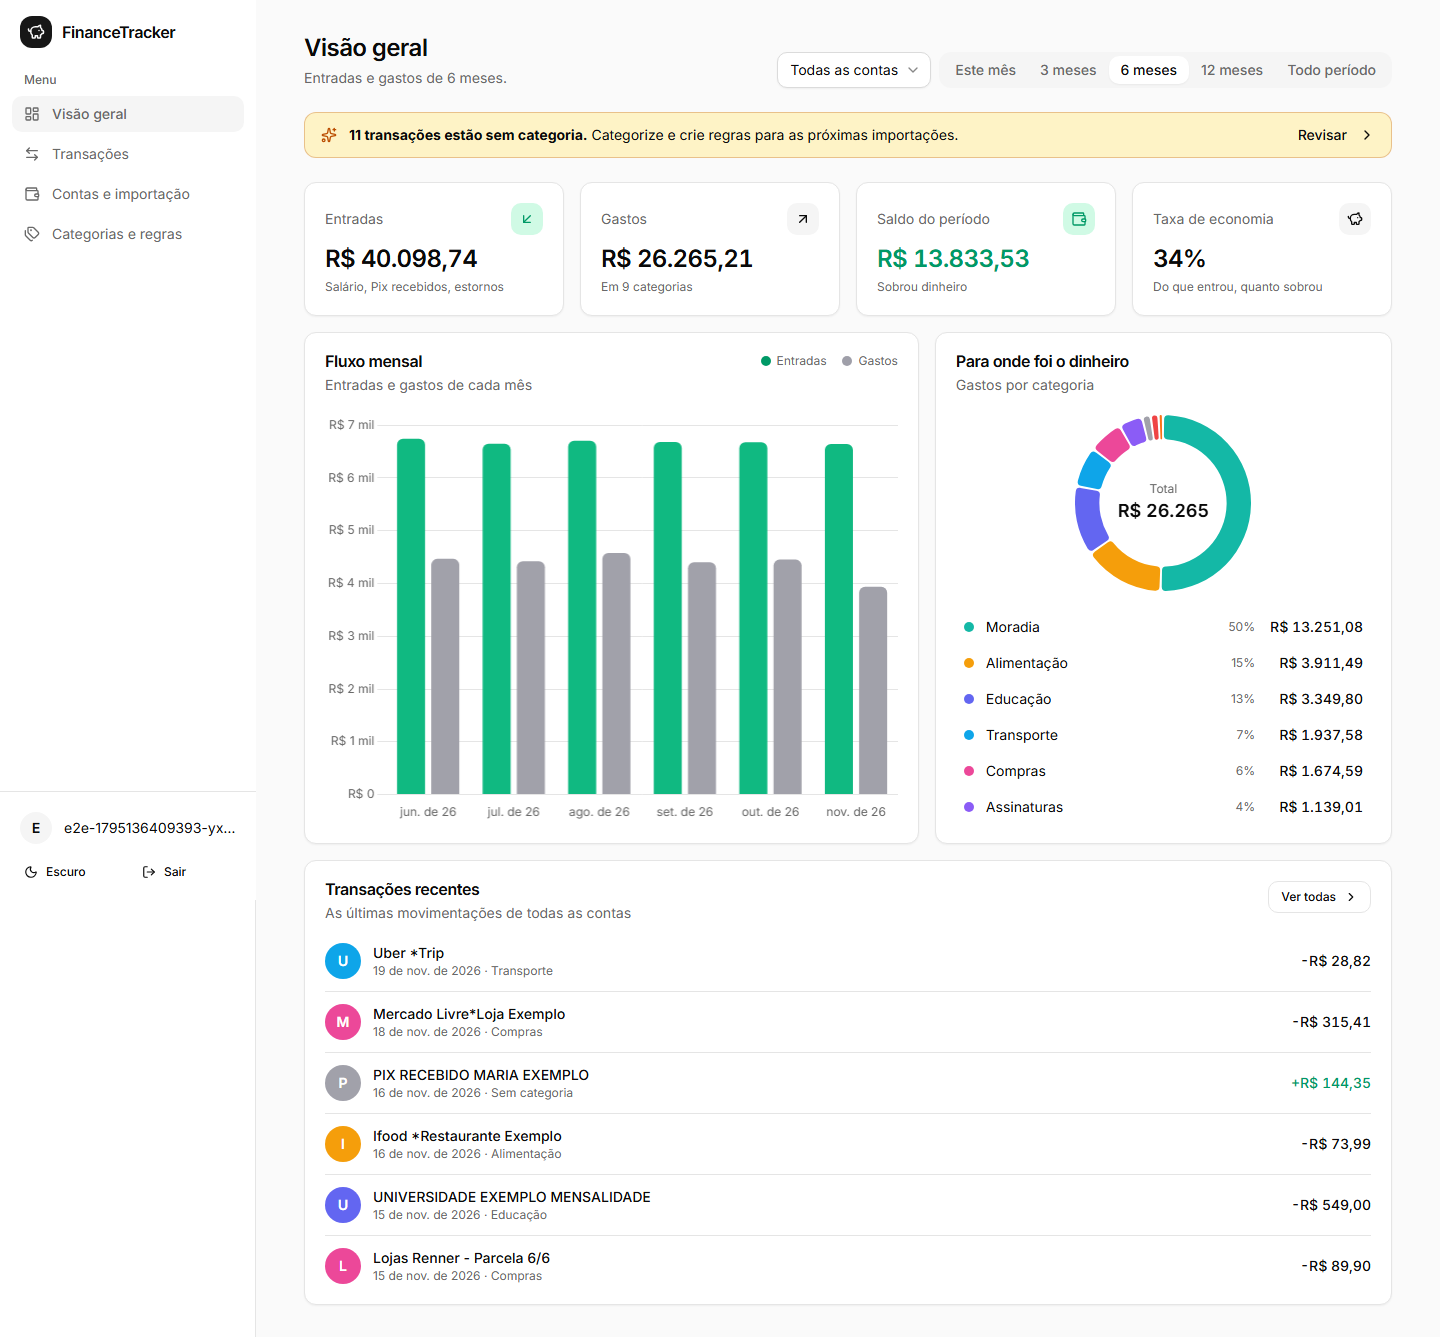 FinanceTracker
Menu
Visão geral
Transações
Contas e importação
Categorias e regras
E
e2e-1795136409393-yx...
Escuro
Sair
Visão geral
Entradas e gastos de 6 meses.
Todas as contas
Este mês
3 meses
6 meses
12 meses
Todo período
11 transações estão sem categoria. Categorize e crie regras para as próximas importações.
Revisar
Entradas
R$ 40.098,74
Salário, Pix recebidos, estornos
Gastos
R$ 26.265,21
Em 9 categorias
Saldo do período
R$ 13.833,53
Sobrou dinheiro
Taxa de economia
34%
Do que entrou, quanto sobrou
Fluxo mensal
Entradas e gastos de cada mês
Entradas
Gastos
R$ 7 mil
R$ 6 mil
R$ 5 mil
R$ 4 mil
R$ 3 mil
R$ 2 mil
R$ 1 mil
R$ 0
jun. de 26
jul. de 26
ago. de 26
set. de 26
out. de 26
nov. de 26
Para onde foi o dinheiro
Gastos por categoria
Total
R$ 26.265
Moradia 50% R$ 13.251,08
Alimentação 15% R$ 3.911,49
Educação 13% R$ 3.349,80
Transporte 7% R$ 1.937,58
Compras 6% R$ 1.674,59
Assinaturas 4% R$ 1.139,01
Transações recentes
As últimas movimentações de todas as contas
Ver todas
U
Uber *Trip
19 de nov. de 2026 · Transporte
-R$ 28,82
M
Mercado Livre*Loja Exemplo
18 de nov. de 2026 · Compras
-R$ 315,41
P
PIX RECEBIDO MARIA EXEMPLO
16 de nov. de 2026 · Sem categoria
+R$ 144,35
I
Ifood *Restaurante Exemplo
16 de nov. de 2026 · Alimentação
-R$ 73,99
U
UNIVERSIDADE EXEMPLO MENSALIDADE
15 de nov. de 2026 · Educação
-R$ 549,00
L
Lojas Renner - Parcela 6/6
15 de nov. de 2026 · Compras
-R$ 89,90